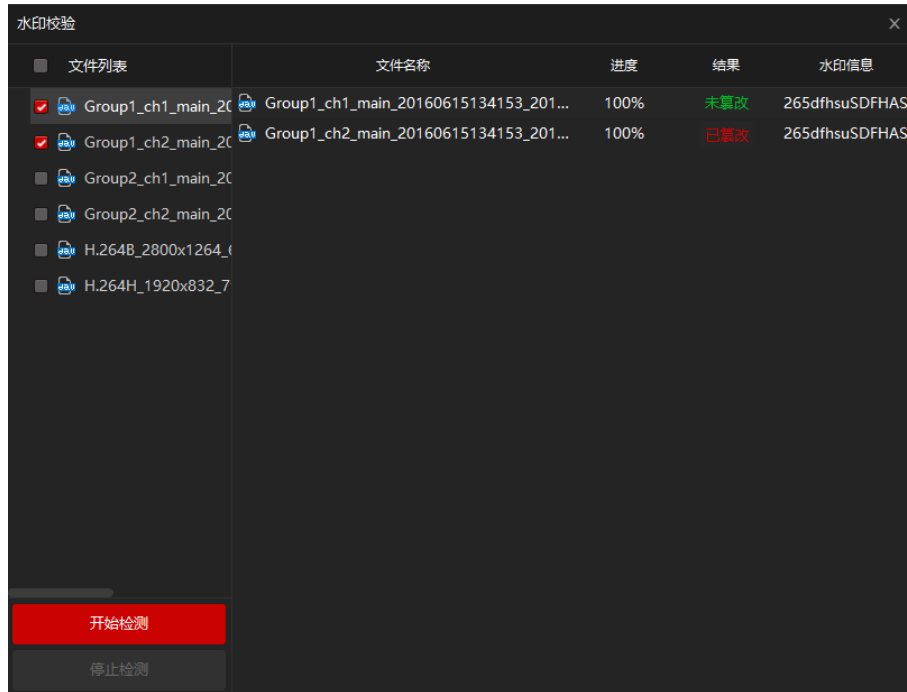 水印校验
文件列表
文件名称 进度 结果 水印信息
Group1_ch1_main_20
Group1_ch2_main_20
Group2_ch1_main_20
Group2_ch2_main_20
H.264B_2800x1264_
H.264H_1920x832_7
Group1_ch1_main_20160615134153_201... 100% 未篡改 265dfhsuSDFHAS
Group1_ch2_main_20160615134153_201... 100% 已篡改 265dfhsuSDFHAS
开始检测
停止检测